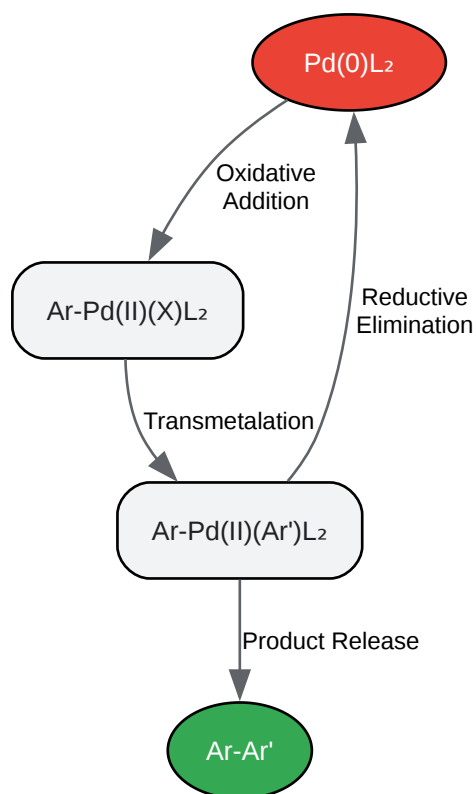 Pd(0)L₂
Oxidative
Addition
Ar-Pd(II)(X)L₂
Reductive
Elimination
Transmetalation
Ar-Pd(II)(Ar')L₂
Product Release
Ar-Ar'